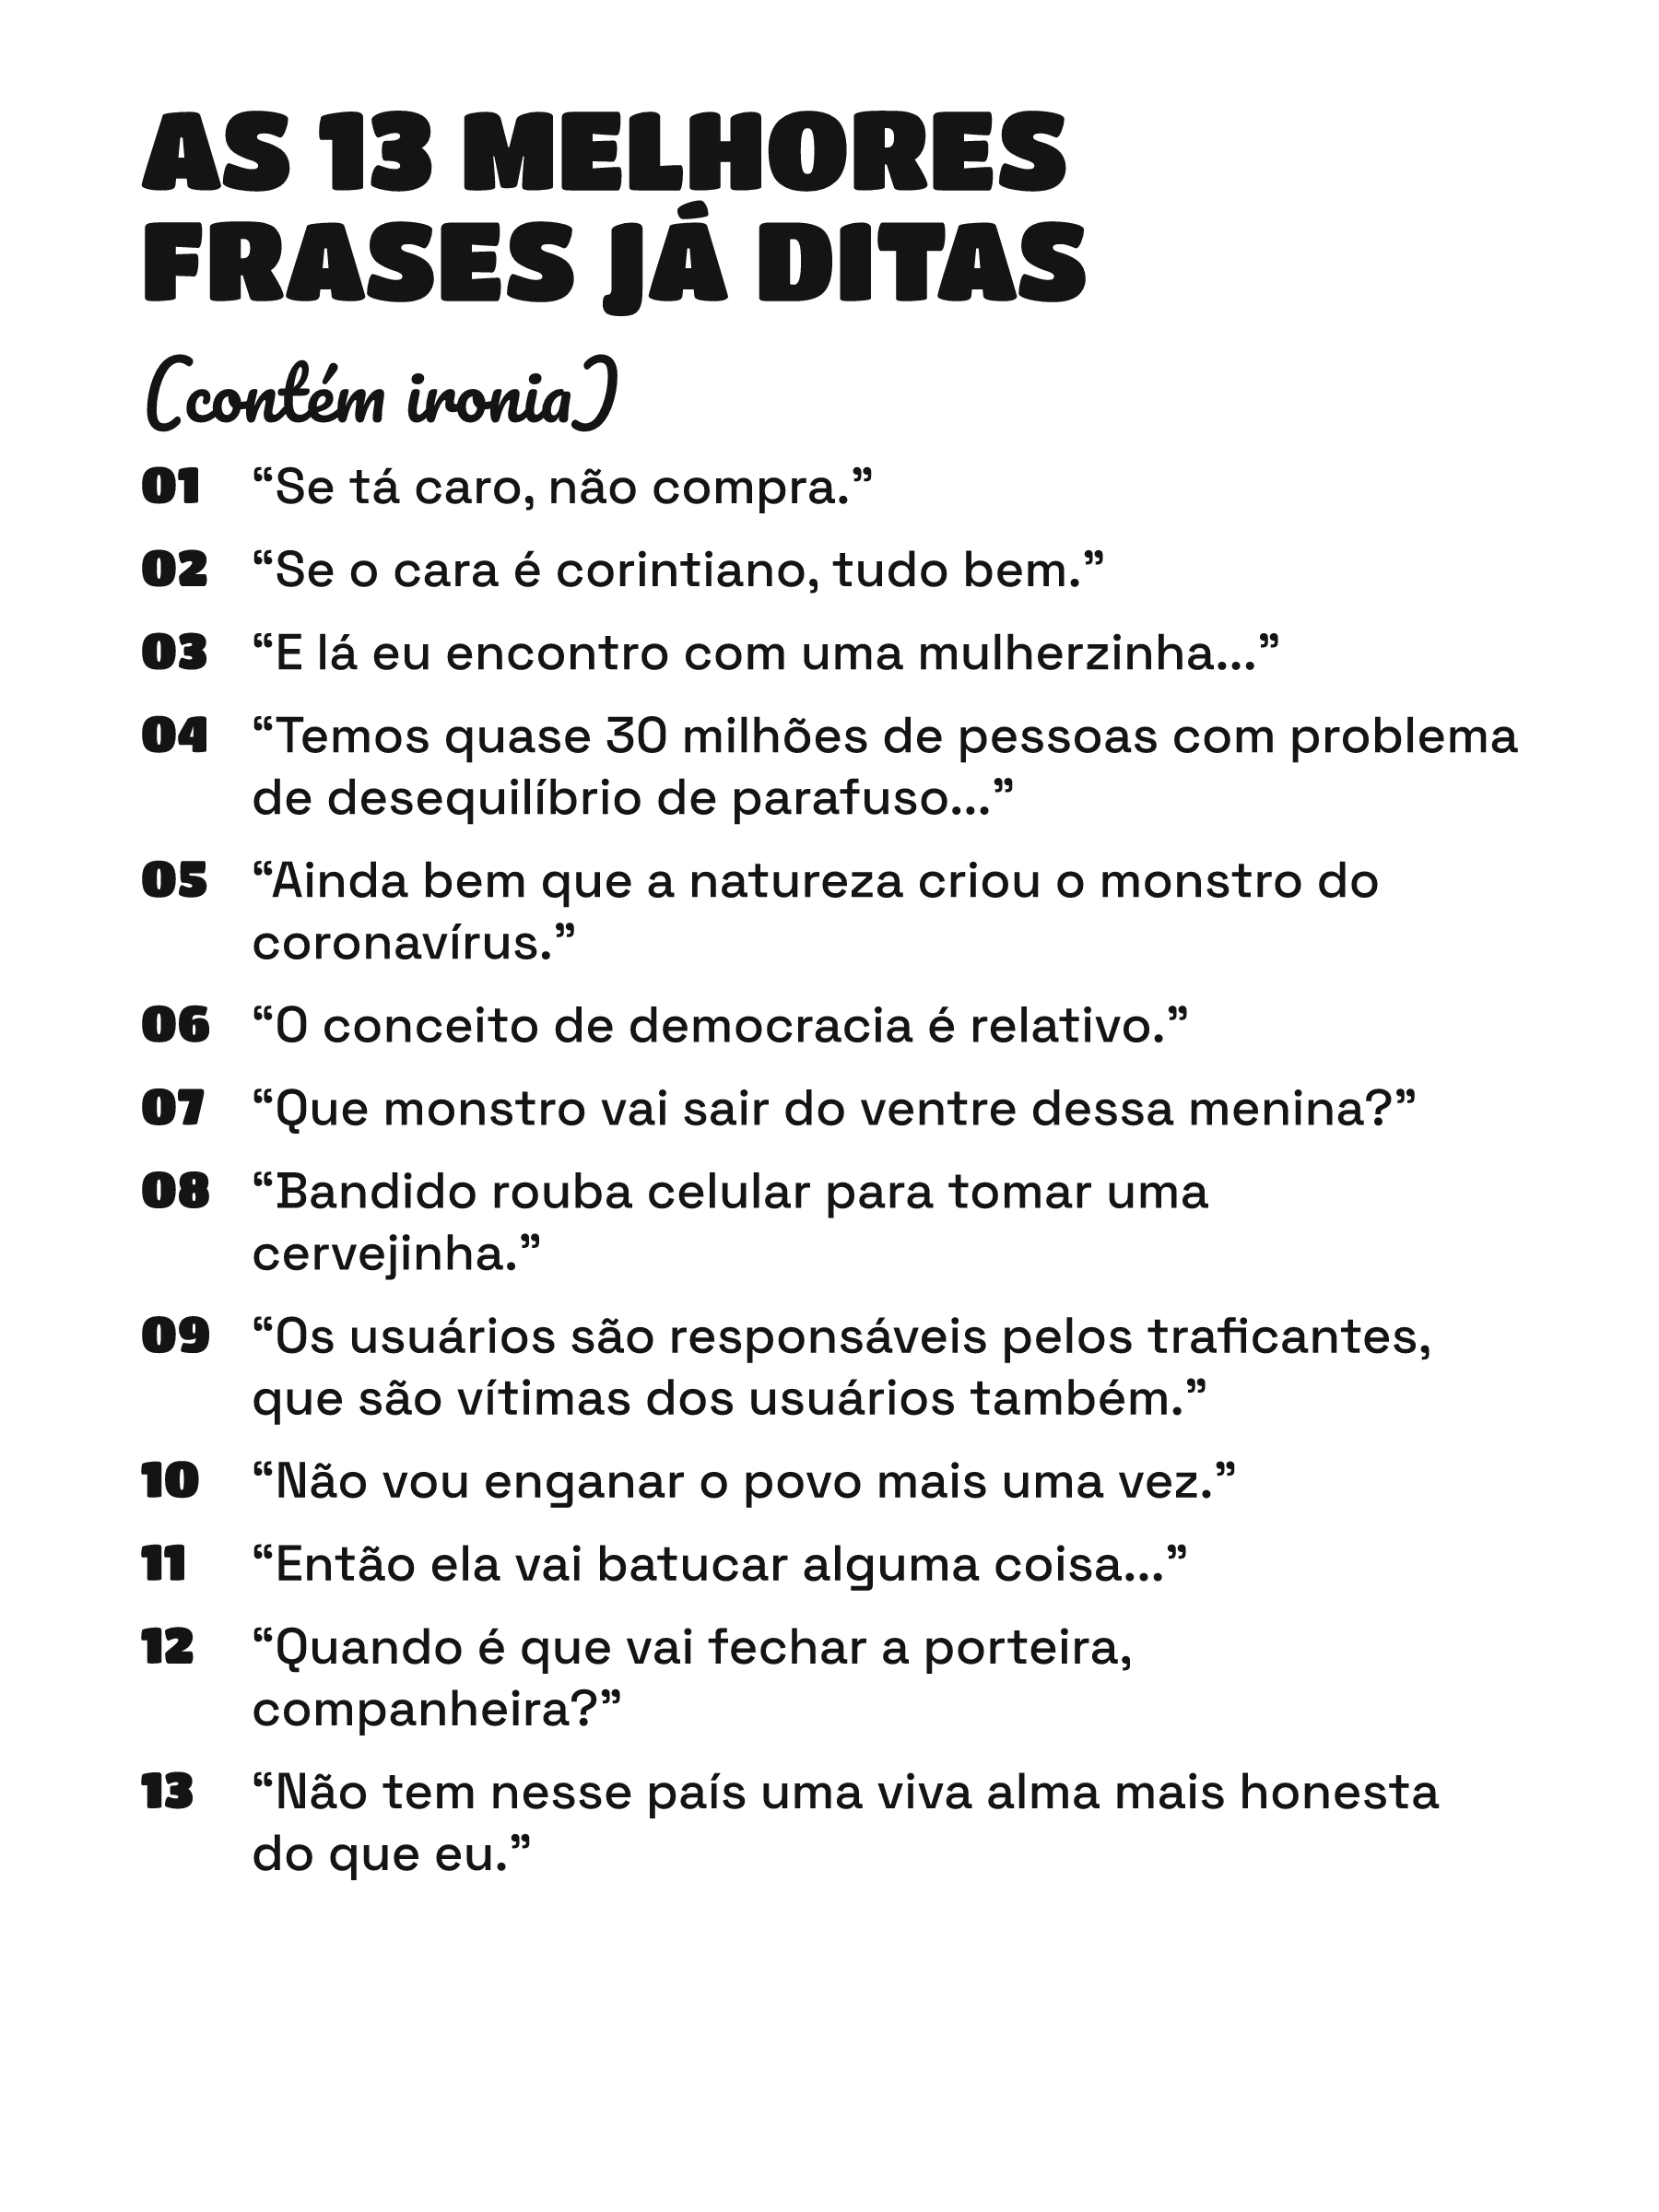 AS 13 MELHORES
FRASES JÁ DITAS
(contém ironia)
01 “Se tá caro, não compra.”
02 “Se o cara é corintiano, tudo bem.”
03 “E lá eu encontro com uma mulherzinha...”
04 “Temos quase 30 milhões de pessoas com problema
de desequilíbrio de parafuso...”
05 “Ainda bem que a natureza criou o monstro do
coronavírus.”
06 “O conceito de democracia é relativo.”
07 “Que monstro vai sair do ventre dessa menina?”
08 “Bandido rouba celular para tomar uma
cervejinha.”
09 “Os usuários são responsáveis pelos traficantes,
que são vítimas dos usuários também.”
10 “Não vou enganar o povo mais uma vez.”
11 “Então ela vai batucar alguma coisa...”
12 “Quando é que vai fechar a porteira,
companheira?”
13 “Não tem nesse país uma viva alma mais honesta
do que eu.”